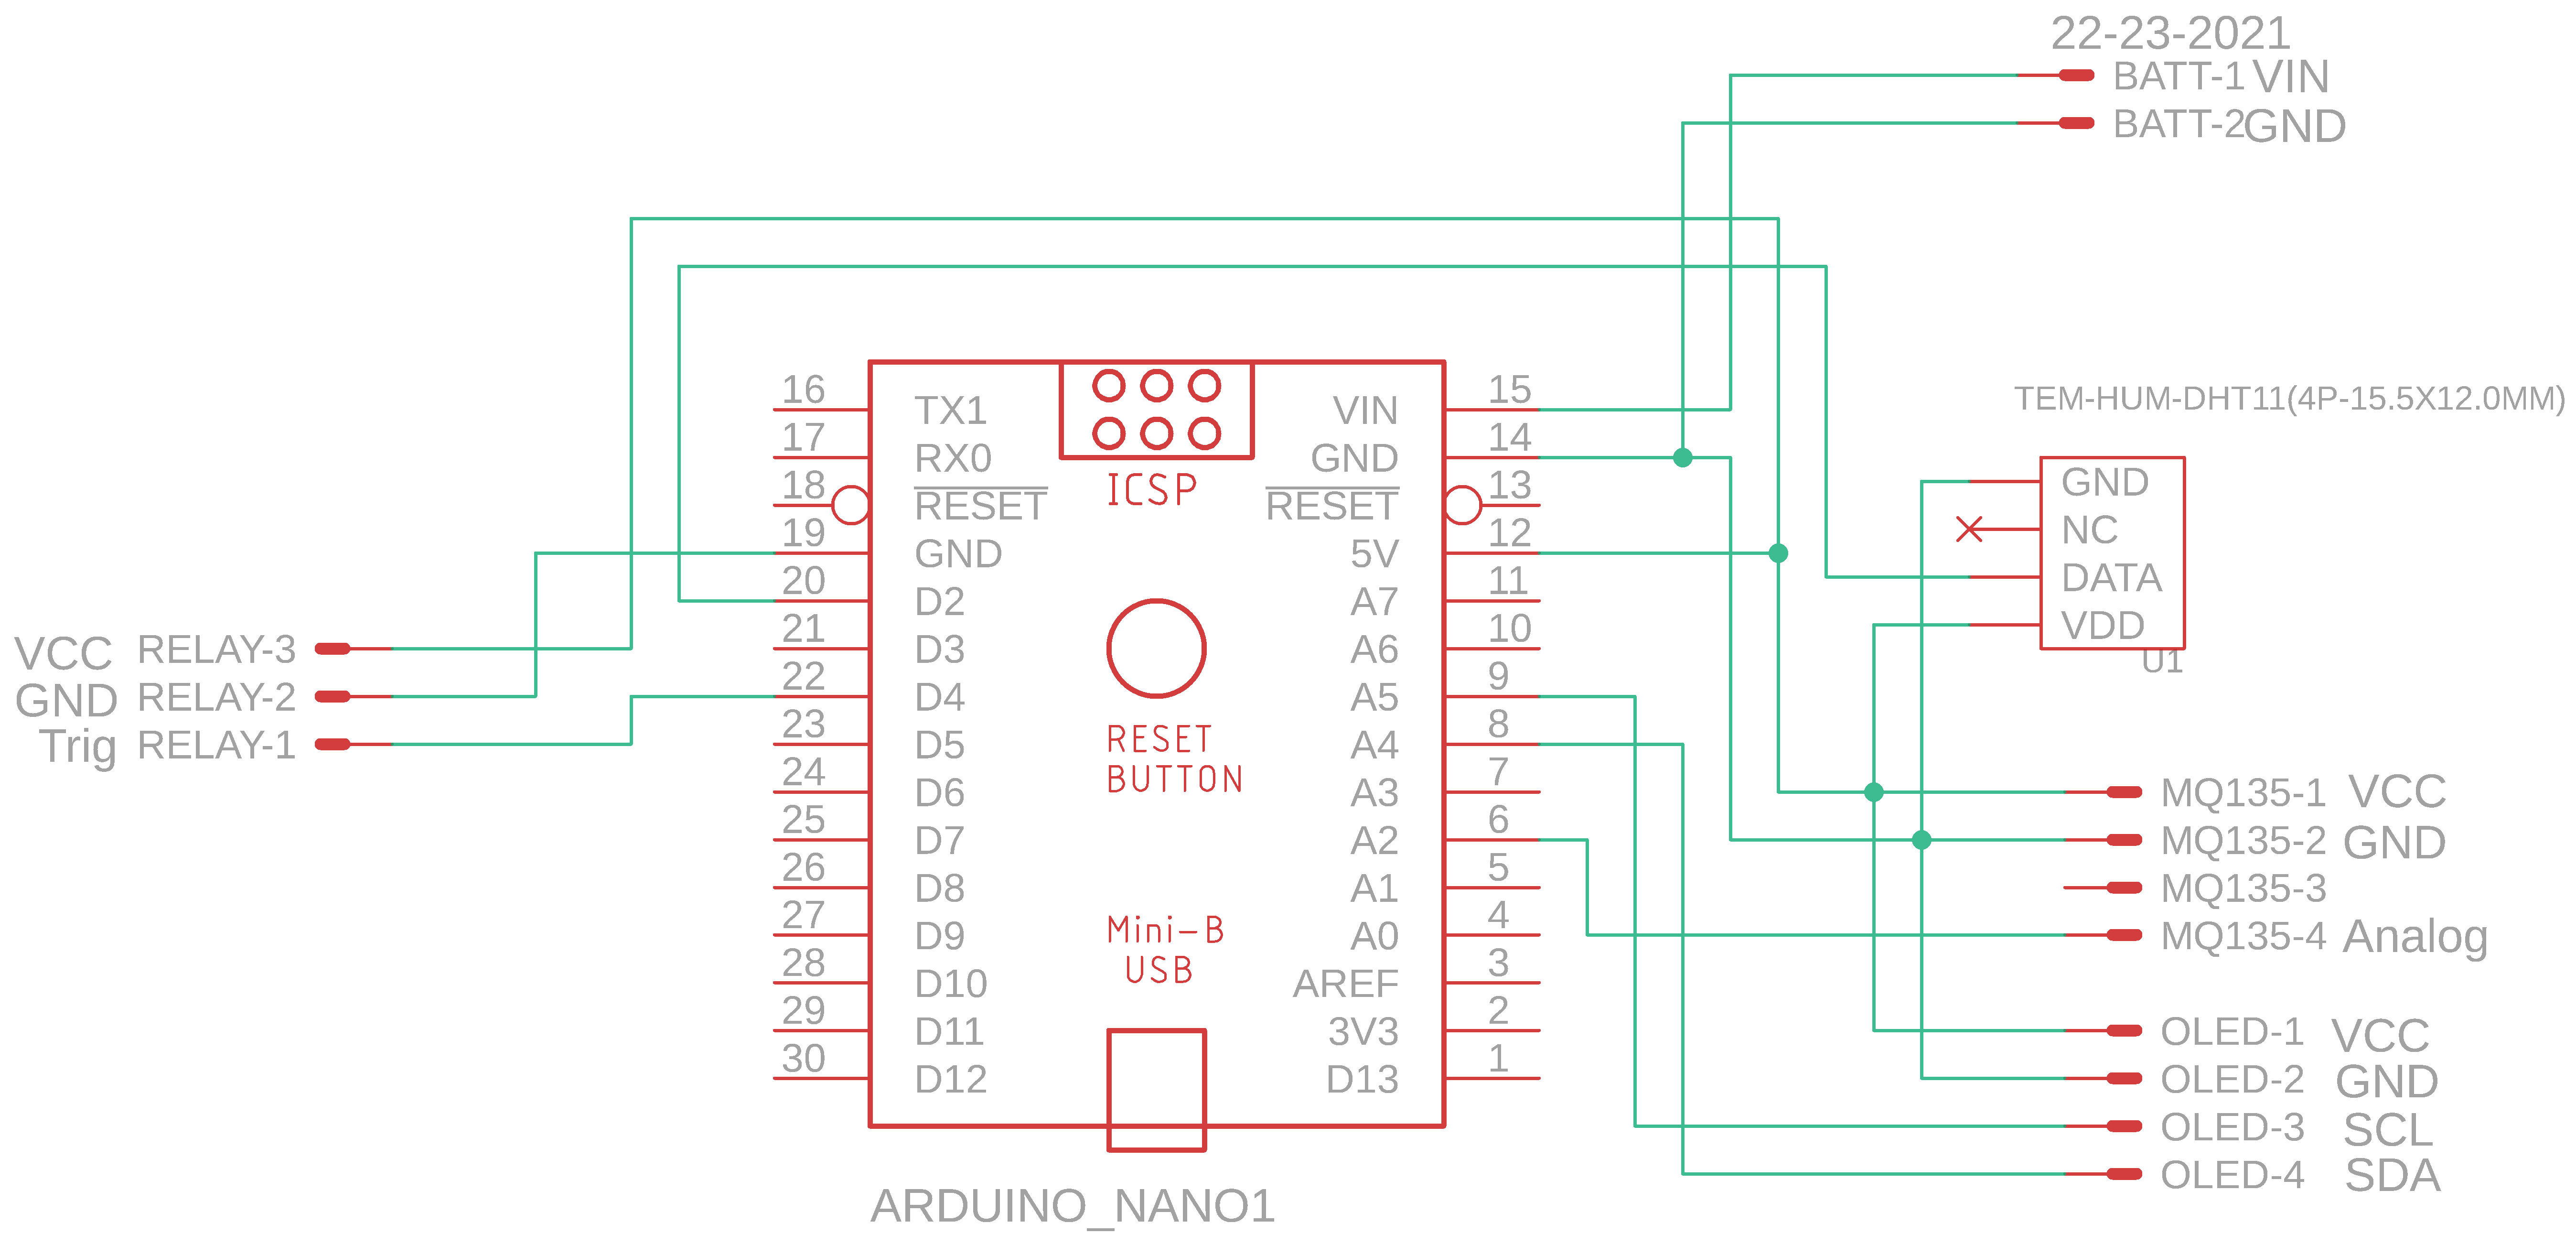 22-23-2021
BATT-1 VIN
BATT-2 GND
TEM-HUM-DHT11(4P-15.5X12.0MM)
GND
NC
DATA
VDD
U1
VCC RELAY-3
GND RELAY-2
Trig RELAY-1
16 TX1
17 RX0
18 RESET
19 GND
20 D2
21 D3
22 D4
23 D5
24 D6
25 D7
26 D8
27 D9
28 D10
29 D11
30 D12
ICSP
RESET
BUTTON
Mini-B
USB
VIN 15
GND 14
RESET 13
5V 12
A7 11
A6 10
A5 9
A4 8
A3 7
A2 6
A1 5
A0 4
AREF 3
3V3 2
D13 1
ARDUINO_NANO1
MQ135-1 VCC
MQ135-2 GND
MQ135-3
MQ135-4 Analog
OLED-1 VCC
OLED-2 GND
OLED-3 SCL
OLED-4 SDA